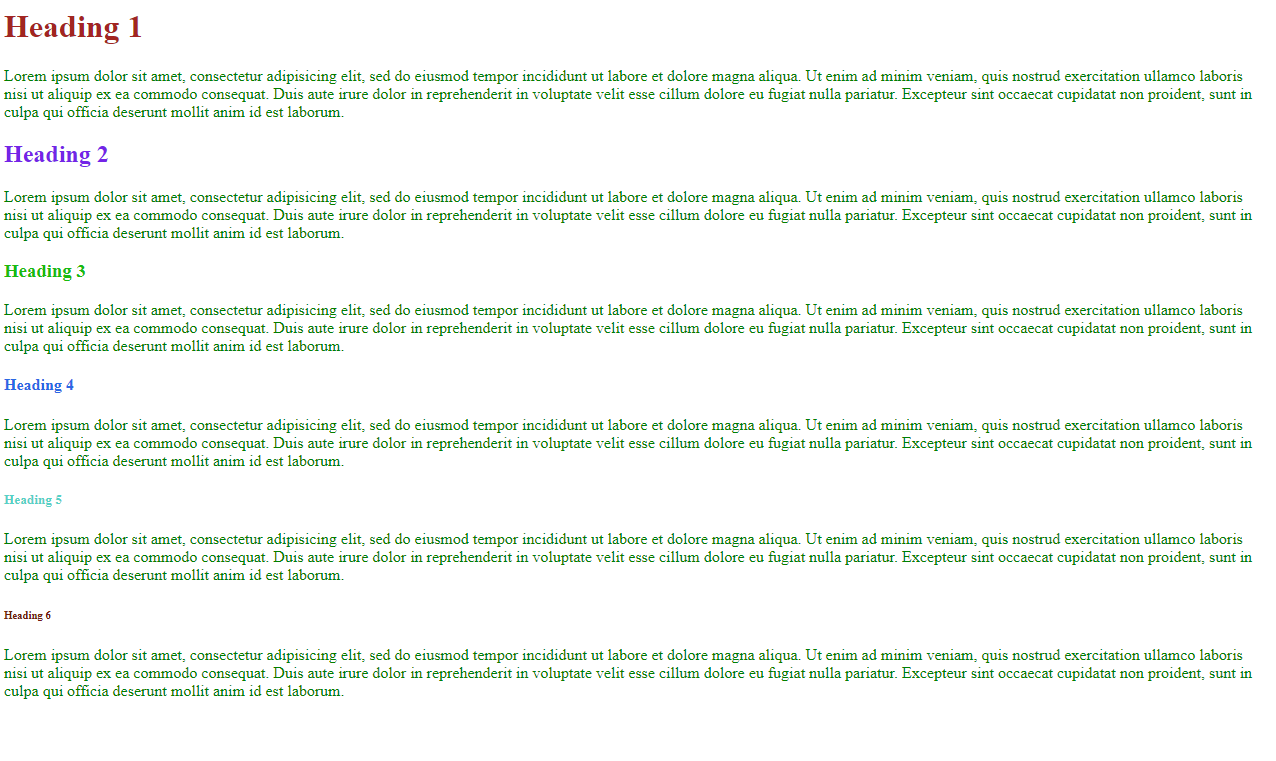 Heading 1
Lorem ipsum dolor sit amet, consectetur adipisicing elit, sed do eiusmod tempor incididunt ut labore et dolore magna aliqua. Ut enim ad minim veniam, quis nostrud exercitation ullamco laboris
nisi ut aliquip ex ea commodo consequat. Duis aute irure dolor in reprehenderit in voluptate velit esse cillum dolore eu fugiat nulla pariatur. Excepteur sint occaecat cupidatat non proident, sunt in
culpa qui officia deserunt mollit anim id est laborum.
Heading 2
Lorem ipsum dolor sit amet, consectetur adipisicing elit, sed do eiusmod tempor incididunt ut labore et dolore magna aliqua. Ut enim ad minim veniam, quis nostrud exercitation ullamco laboris
nisi ut aliquip ex ea commodo consequat. Duis aute irure dolor in reprehenderit in voluptate velit esse cillum dolore eu fugiat nulla pariatur. Excepteur sint occaecat cupidatat non proident, sunt in
culpa qui officia deserunt mollit anim id est laborum.
Heading 3
Lorem ipsum dolor sit amet, consectetur adipisicing elit, sed do eiusmod tempor incididunt ut labore et dolore magna aliqua. Ut enim ad minim veniam, quis nostrud exercitation ullamco laboris
nisi ut aliquip ex ea commodo consequat. Duis aute irure dolor in reprehenderit in voluptate velit esse cillum dolore eu fugiat nulla pariatur. Excepteur sint occaecat cupidatat non proident, sunt in
culpa qui officia deserunt mollit anim id est laborum.
Heading 4
Lorem ipsum dolor sit amet, consectetur adipisicing elit, sed do eiusmod tempor incididunt ut labore et dolore magna aliqua. Ut enim ad minim veniam, quis nostrud exercitation ullamco laboris
nisi ut aliquip ex ea commodo consequat. Duis aute irure dolor in reprehenderit in voluptate velit esse cillum dolore eu fugiat nulla pariatur. Excepteur sint occaecat cupidatat non proident, sunt in
culpa qui officia deserunt mollit anim id est laborum.
Heading 5
Lorem ipsum dolor sit amet, consectetur adipisicing elit, sed do eiusmod tempor incididunt ut labore et dolore magna aliqua. Ut enim ad minim veniam, quis nostrud exercitation ullamco laboris
nisi ut aliquip ex ea commodo consequat. Duis aute irure dolor in reprehenderit in voluptate velit esse cillum dolore eu fugiat nulla pariatur. Excepteur sint occaecat cupidatat non proident, sunt in
culpa qui officia deserunt mollit anim id est laborum.
Heading 6
Lorem ipsum dolor sit amet, consectetur adipisicing elit, sed do eiusmod tempor incididunt ut labore et dolore magna aliqua. Ut enim ad minim veniam, quis nostrud exercitation ullamco laboris
nisi ut aliquip ex ea commodo consequat. Duis aute irure dolor in reprehenderit in voluptate velit esse cillum dolore eu fugiat nulla pariatur. Excepteur sint occaecat cupidatat non proident, sunt in
culpa qui officia deserunt mollit anim id est laborum.